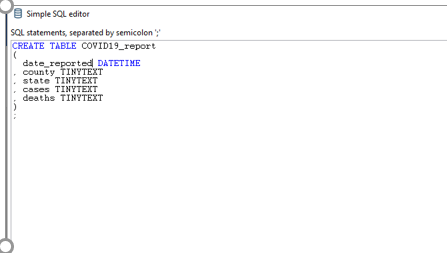 Simple SQL editor
SQL statements, separated by semicolon ';'
CREATE TABLE COVID19_report
(
date_reported DATETIME
, county TINYTEXT
, state TINYTEXT
, cases TINYTEXT
, deaths TINYTEXT
)
;